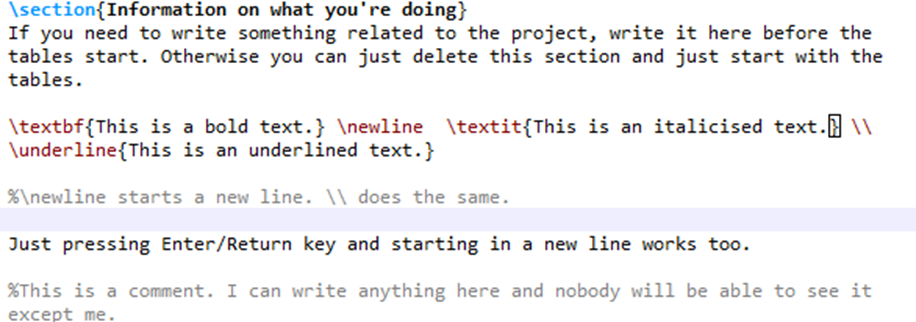 \section{Information on what you're doing}
If you need to write something related to the project, write it here before the
tables start. Otherwise you can just delete this section and just start with the
tables.
\textbf{This is a bold text.} \newline  \textit{This is an italicised text.} \\
\underline{This is an underlined text.}
%\newline starts a new line. \\ does the same.
Just pressing Enter/Return key and starting in a new line works too.
%This is a comment. I can write anything here and nobody will be able to see it
except me.